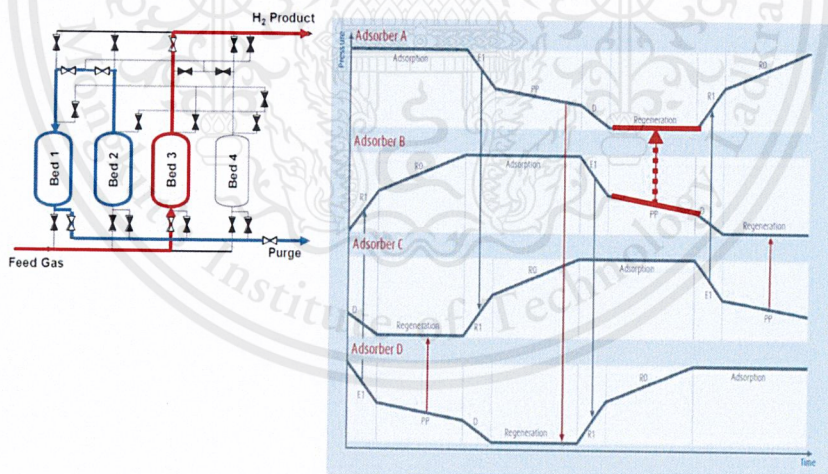 H2 Product
Bed 1
Bed 2
Bed 3
Bed 4
Purge
Feed Gas
Pressure
Adsorber A
Adsorption
E1
PP
D
Regeneration
R1
R0
Adsorber B
R1
R0
Adsorption
E1
PP
D
Regeneration
Adsorber C
D
Regeneration
R1
R0
Adsorption
E1
PP
Adsorber D
E1
PP
D
Regeneration
R1
R0
Adsorption
Time
Institute of Technology Ladkra